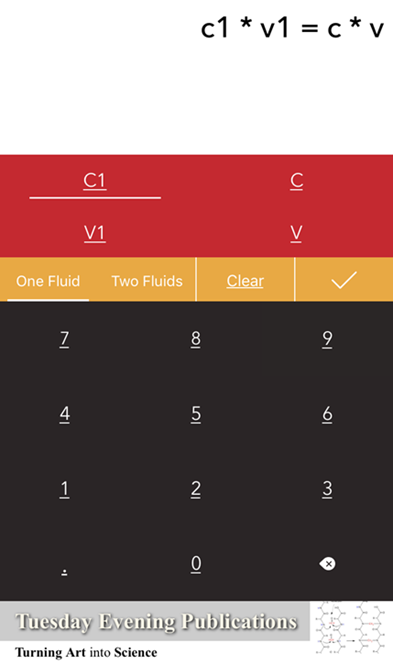 c1 * v1 = c * v
C1 C
V1 V
One Fluid Two Fluids Clear
7 8 9
4 5 6
1 2 3
. 0
Tuesday Evening Publications
Turning Art into Science